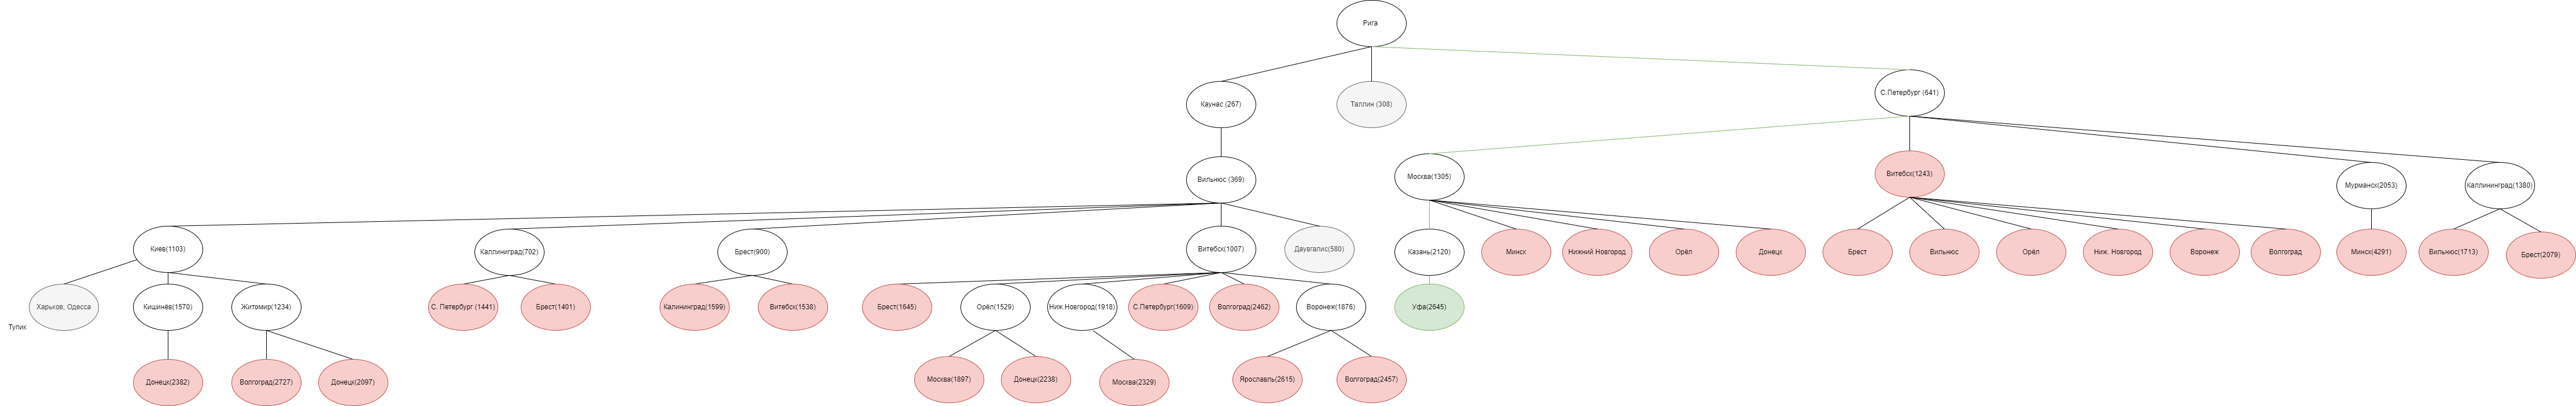 Рига
Каунас (267)
Таллин (308)
С.Петербург (641)
Вильнюс (369)
Москва(1305)
Витебск(1243)
Мурманск(2053)
Каллининград(1380)
Киев(1103)
Каллиниград(702)
Брест(900)
Витебск(1007)
Даувгалис(580)
Казань(2120)
Минск
Нижний Новгород
Орёл
Донецк
Брест
Вильнюс
Орёл
Ниж. Новгород
Воронеж
Волгоград
Минск(4291)
Вильнюс(1713)
Брест(2079)
Харьков, Одесса
Кишинёв(1570)
Житомир(1234)
С. Петербург (1441)
Брест(1401)
Калининград(1599)
Витебск(1538)
Брест(1645)
Орёл(1529)
Ниж.Новгород(1918)
С.Петербург(1609)
Волгоград(2462)
Воронеж(1876)
Уфа(2645)
Тупик
Донецк(2382)
Волгоград(2727)
Донецк(2097)
Москва(1897)
Донецк(2238)
Москва(2329)
Ярославль(2615)
Волгоград(2457)